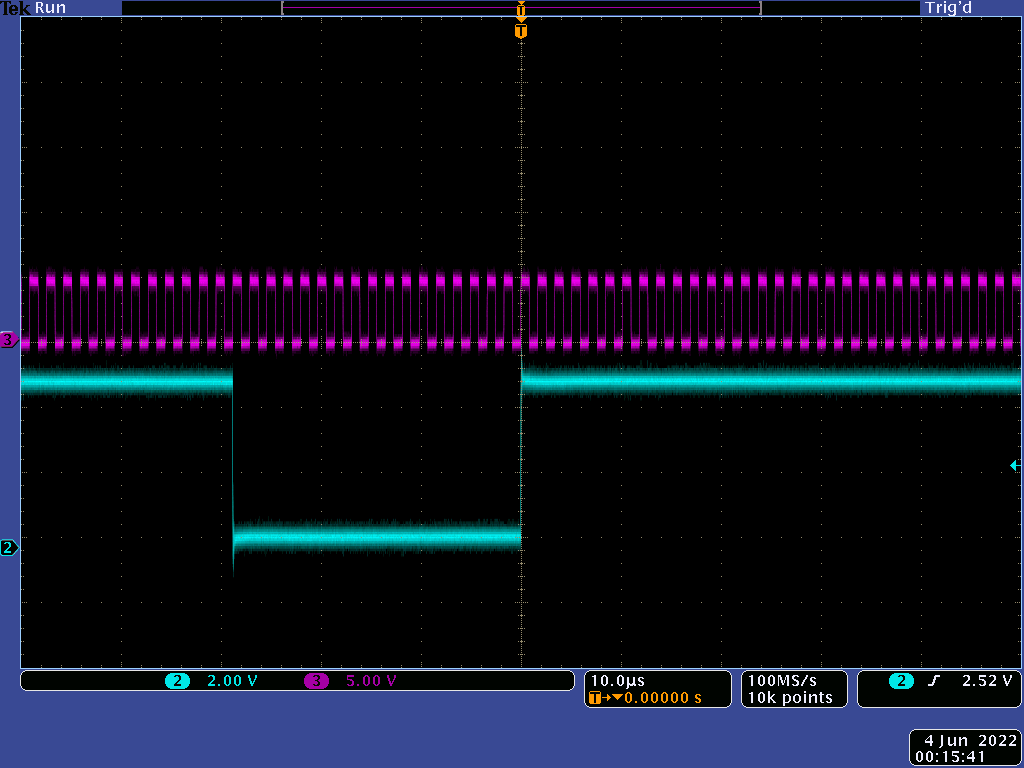 Tek Run Trig'd
T
T
3
2
2 2.00 V 3 5.00 V
10.0µs
T→▼0.00000 s
100MS/s
10k points
2 ƒ 2.52 V
4 Jun 2022
00:15:41